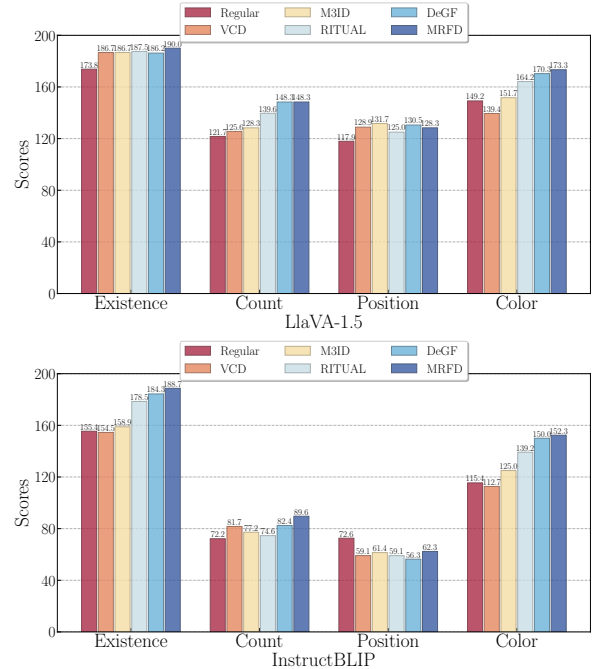 Regular M3ID DeGF
VCD RITUAL MRFD
200
160
120
80
40
0
Scores
173.8 186.7 186.7 187.5 186.2 190.0
121.7 125.6 128.3 139.6 148.3 148.3
117.9 128.9 131.7 125.0 130.5 128.3
149.2 139.4 151.7 164.2 170.3 173.3
Existence Count Position Color
LlaVA-1.5
Regular M3ID DeGF
VCD RITUAL MRFD
200
160
120
80
40
0
Scores
155.4 154.5 158.9 178.5 184.3 188.7
72.2 81.7 77.2 74.6 82.4 89.6
72.6 59.1 61.4 59.1 56.3 62.3
115.4 112.7 125.0 139.2 150.0 152.3
Existence Count Position Color
InstructBLIP